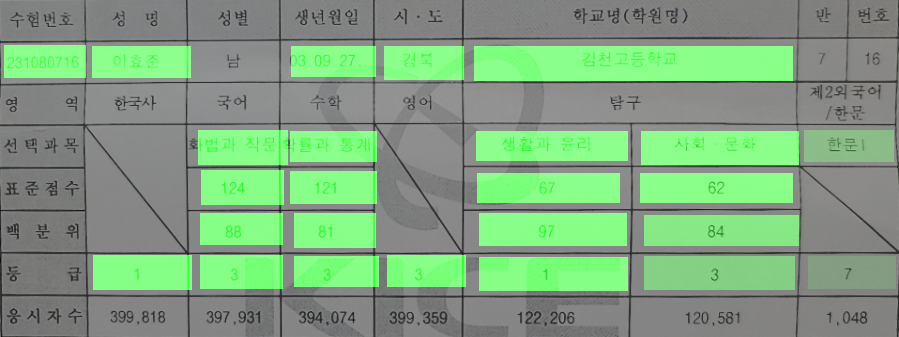 수험번호 성 명 성별 생년월일 시·도 학교명(학원명) 반 번호
231080716 이효준 남 03.09.27. 경북 김천고등학교 7 16
영 역 한국사 국어 수학 영어 탐구 제2외국어
/한문
선택과목 화법과 작문 확률과 통계 생활과 윤리 사회·문화 한문Ⅰ
표준점수 124 121 67 62
백 분 위 88 81 97 84
등 급 1 3 3 3 1 3 7
응시자수 399,818 397,931 394,074 399,359 122,206 120,581 1,048